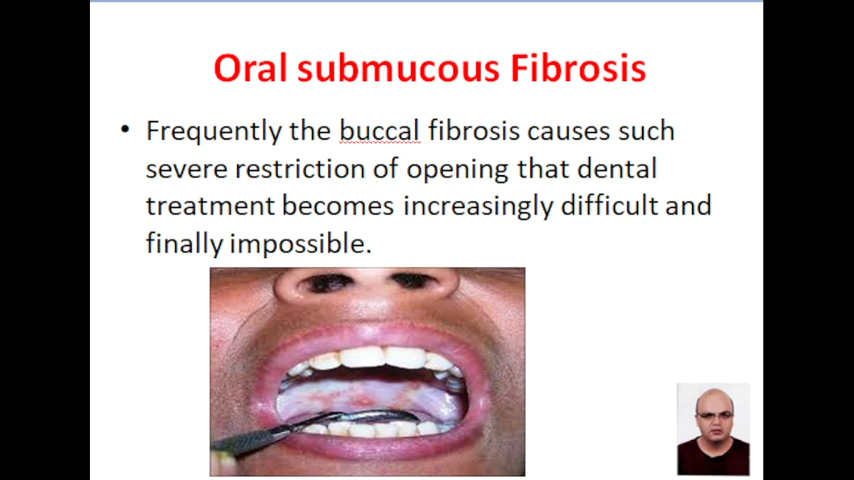 Oral submucous Fibrosis
• Frequently the buccal fibrosis causes such
severe restriction of opening that dental
treatment becomes increasingly difficult and
finally impossible.